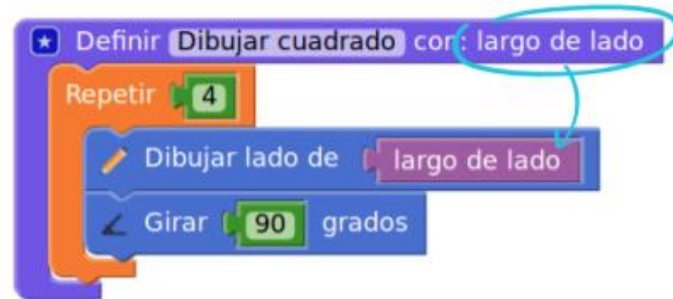 Definir Dibujar cuadrado con: largo de lado
Repetir 4
Dibujar lado de largo de lado
Girar 90 grados